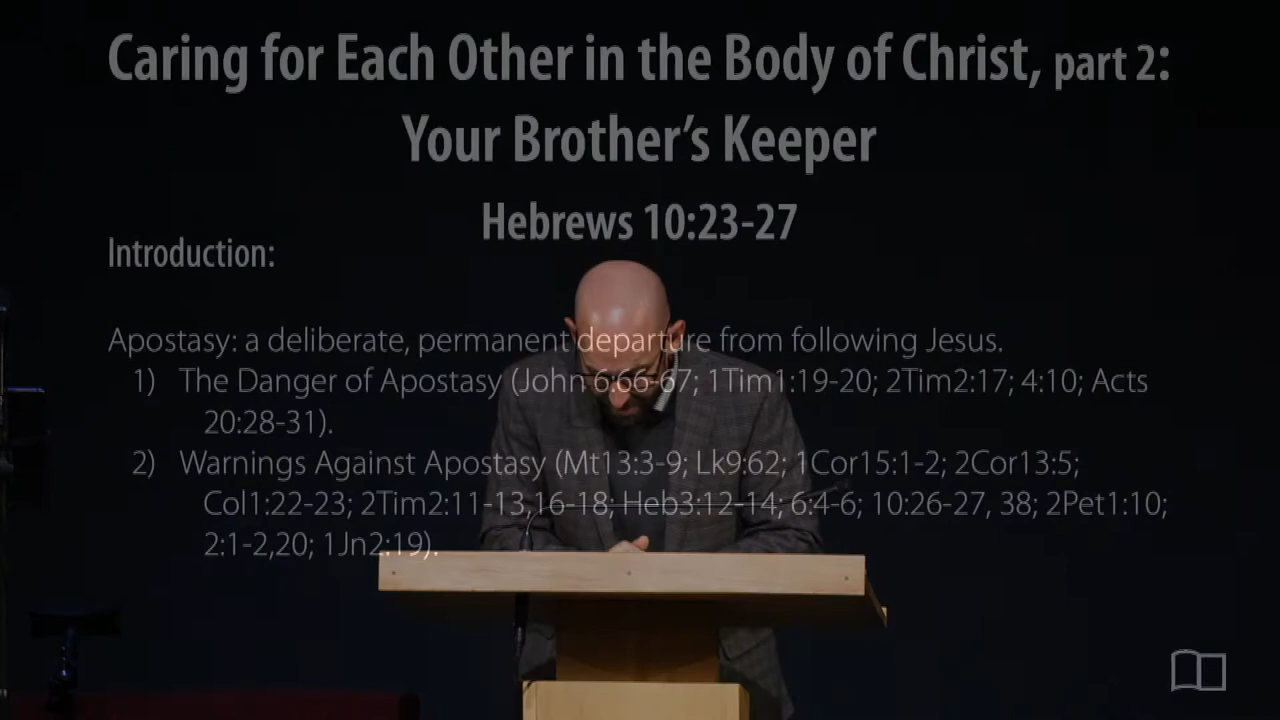 Caring for Each Other in the Body of Christ, part 2:
Your Brother’s Keeper
Hebrews 10:23-27
Introduction:
Apostasy: a deliberate, permanent departure from following Jesus.
1) The Danger of Apostasy (John 6:66-67; 1Tim1:19-20; 2Tim2:17; 4:10; Acts
20:28-31).
2) Warnings Against Apostasy (Mt13:3-9; Lk9:62; 1Cor15:1-2; 2Cor13:5;
Col1:22-23; 2Tim2:11-13,16-18; Heb3:12-14; 6:4-6; 10:26-27, 38; 2Pet1:10;
2:1-2,20; 1Jn2:19).